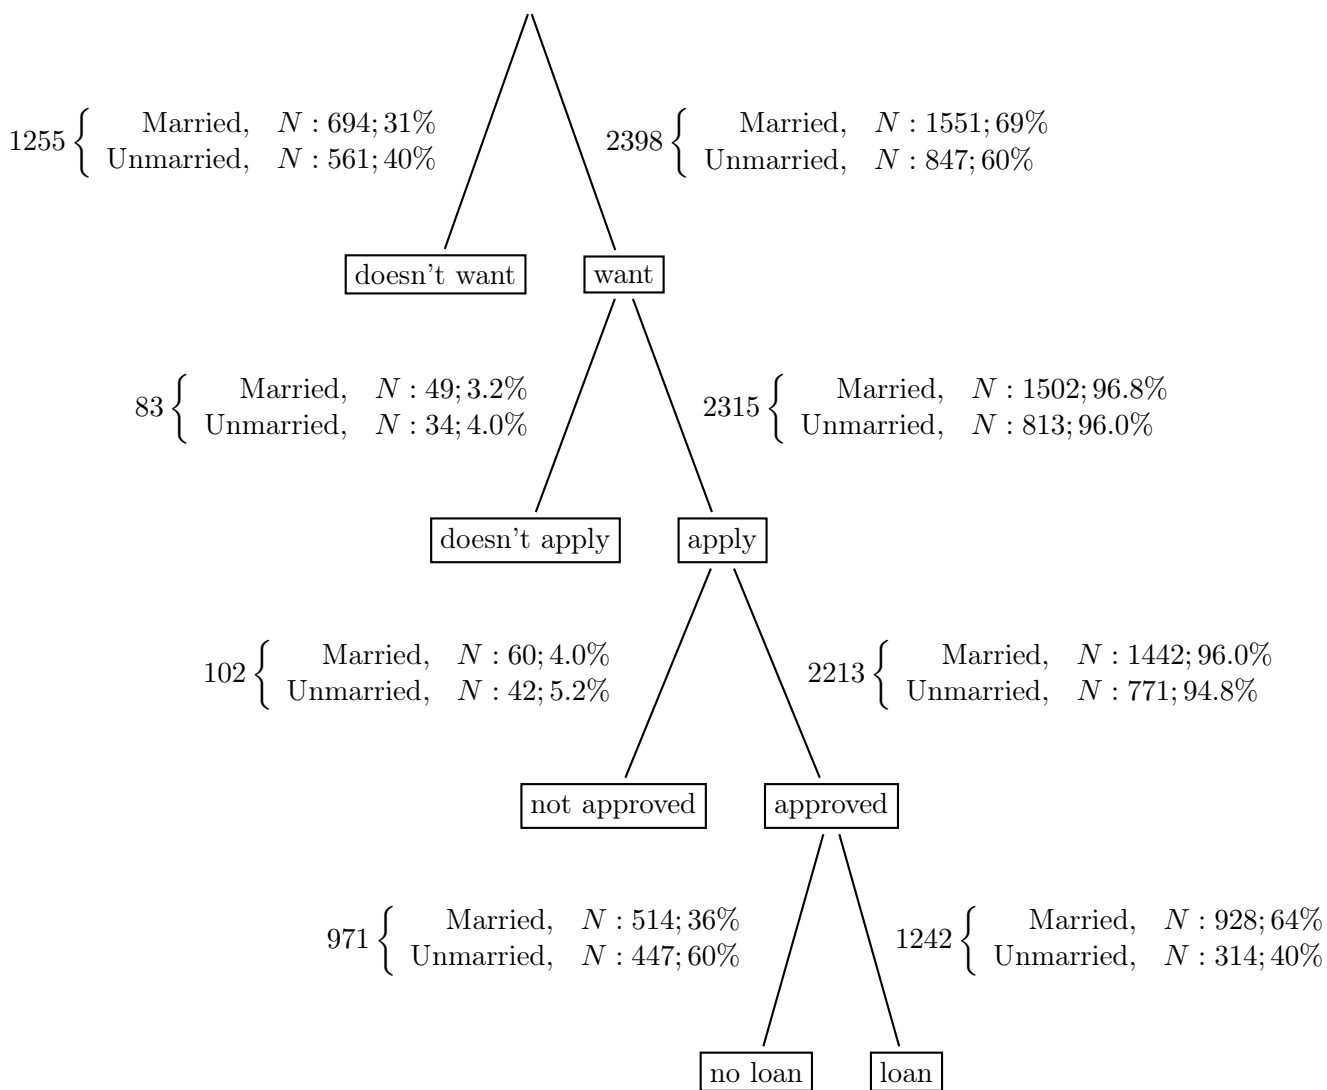 1255 { Married, N : 694; 31%
Unmarried, N : 561; 40%
2398 { Married, N : 1551; 69%
Unmarried, N : 847; 60%
doesn't want
want
83 { Married, N : 49; 3.2%
Unmarried, N : 34; 4.0%
2315 { Married, N : 1502; 96.8%
Unmarried, N : 813; 96.0%
doesn't apply
apply
102 { Married, N : 60; 4.0%
Unmarried, N : 42; 5.2%
2213 { Married, N : 1442; 96.0%
Unmarried, N : 771; 94.8%
not approved
approved
971 { Married, N : 514; 36%
Unmarried, N : 447; 60%
1242 { Married, N : 928; 64%
Unmarried, N : 314; 40%
no loan
loan